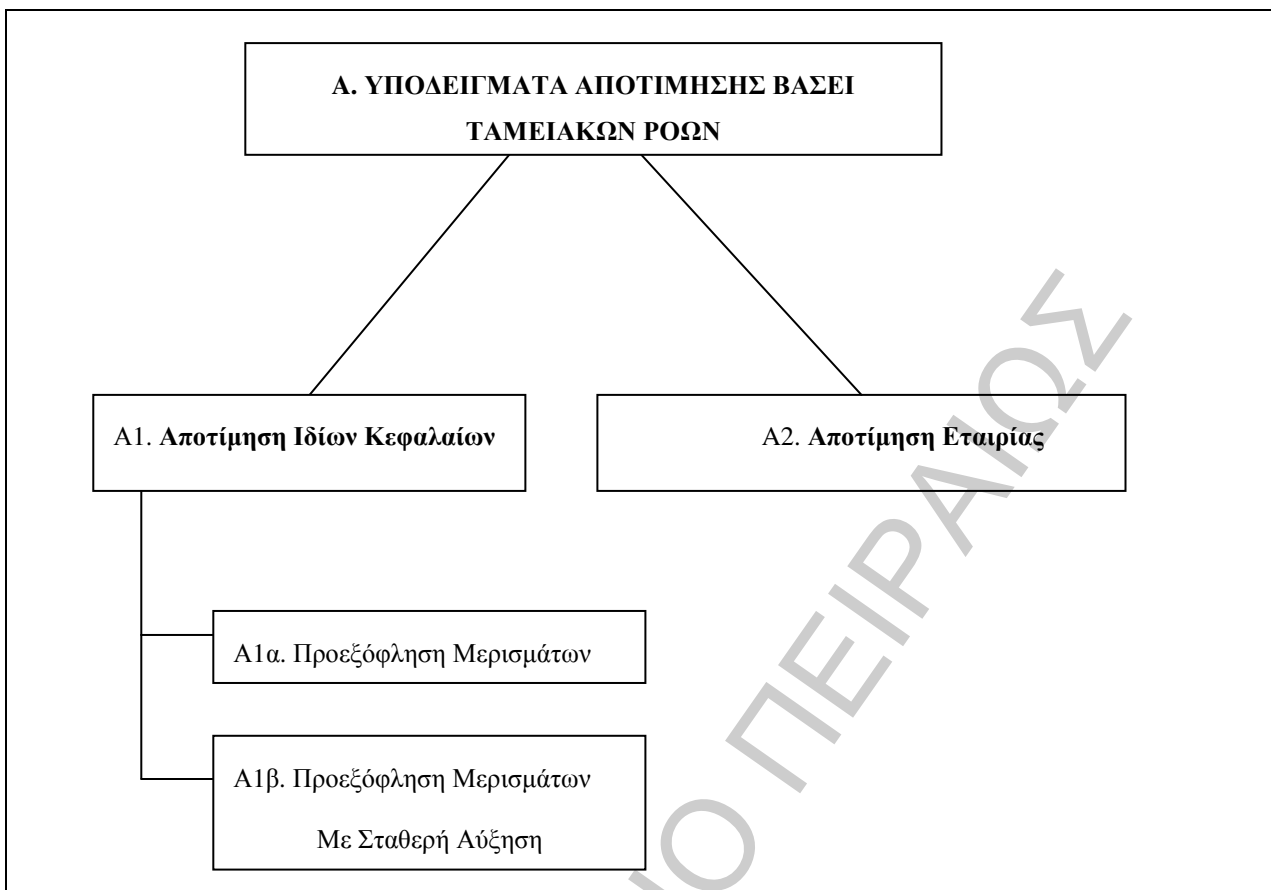 Α. ΥΠΟΔΕΙΓΜΑΤΑ ΑΠΟΤΙΜΗΣΗΣ ΒΑΣΕΙ
ΤΑΜΕΙΑΚΩΝ ΡΟΩΝ
Α1. Αποτίμηση Ιδίων Κεφαλαίων
Α2. Αποτίμηση Εταιρίας
Α1α. Προεξόφληση Μερισμάτων
Α1β. Προεξόφληση Μερισμάτων
Με Σταθερή Αύξηση
ΠΕΙΡΑΙΩΣ